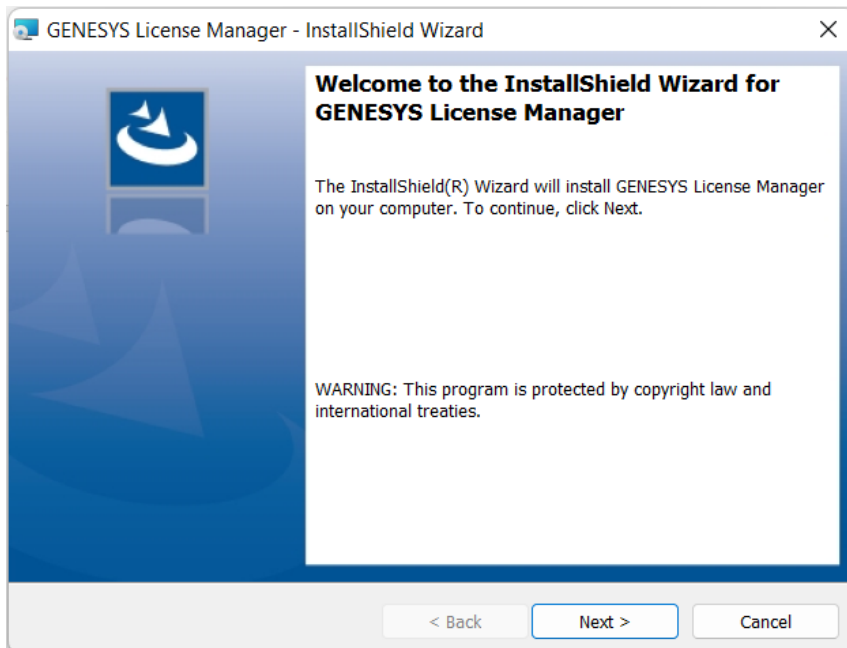 GENESYS License Manager - InstallShield Wizard
Welcome to the InstallShield Wizard for
GENESYS License Manager
The InstallShield(R) Wizard will install GENESYS License Manager
on your computer. To continue, click Next.
WARNING: This program is protected by copyright law and
international treaties.
< Back
Next >
Cancel